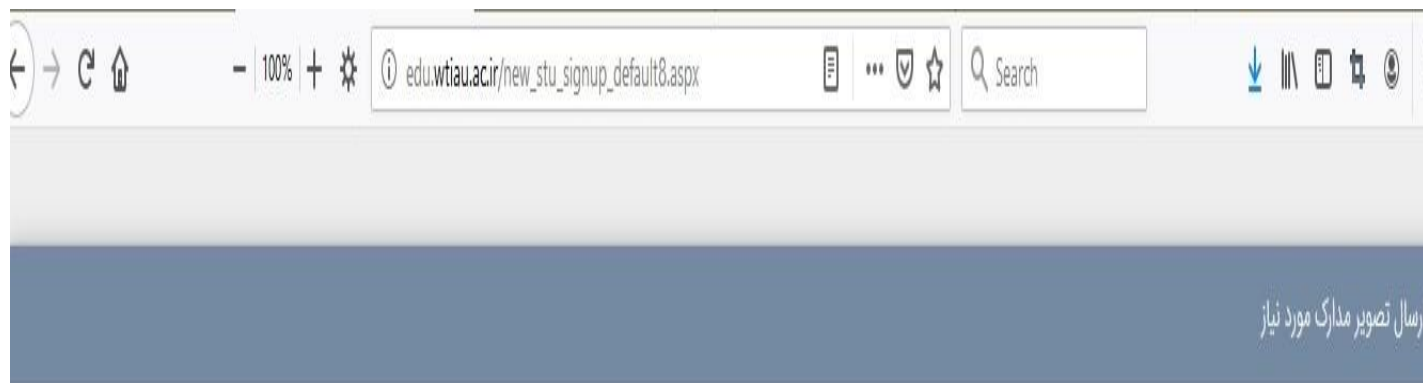 100%
edu.wtiau.ac.ir/new_stu_signup_default8.aspx
Search
رسال تصویر مدارک مورد نیاز